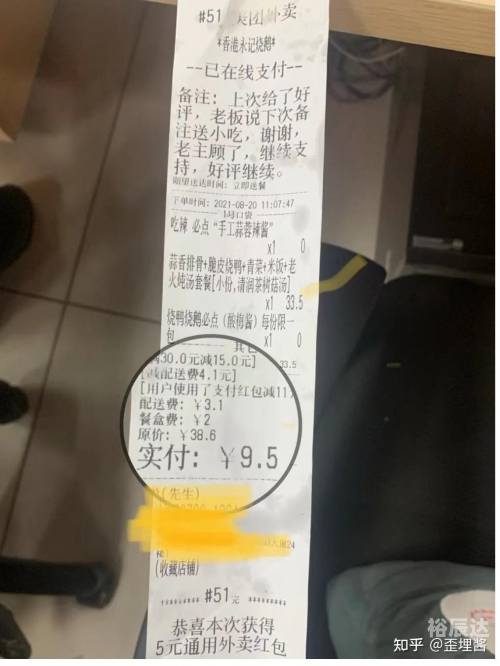 #51 美团外卖
*香港永记烧鹅*
--已在线支付--
备注: 上次给了好
评, 老板说下次备
注送小吃, 谢谢,
老主顾了, 继续支
持, 好评继续。
期望送达时间: 立即送餐
下单时间: 2021-08-20 11:07:47
1号口袋
吃辣 必点 “手工蒜蓉辣酱”
x1 0
蒜香排骨+脆皮烧鸭+青菜+米饭+老
火炖汤套餐[小份,清润茶树菇汤]
x1 33.5
烧鸭烧鹅必点 (酸梅酱) 每份限一
包 x1 0
其它
满30.0元减15.0元] 33.5
[减配送费4.1元]
[用户使用了支付红包减11]
配送费: ¥3.1
餐盒费: ¥2
原价: ¥38.6
实付: ¥9.5
(先生)
(收藏店铺)
#51
恭喜本次获得
5元通用外卖红包
裕辰达
知乎 @歪埋酱